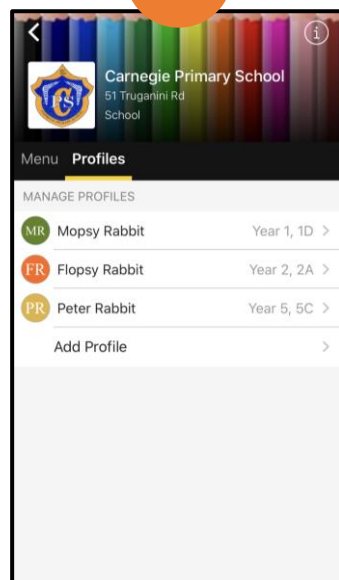 Carnegie Primary School
51 Truganini Rd
School
CPS
Menu Profiles
MANAGE PROFILES
MR Mopsy Rabbit Year 1, 1D >
FR Flopsy Rabbit Year 2, 2A >
PR Peter Rabbit Year 5, 5C >
Add Profile >